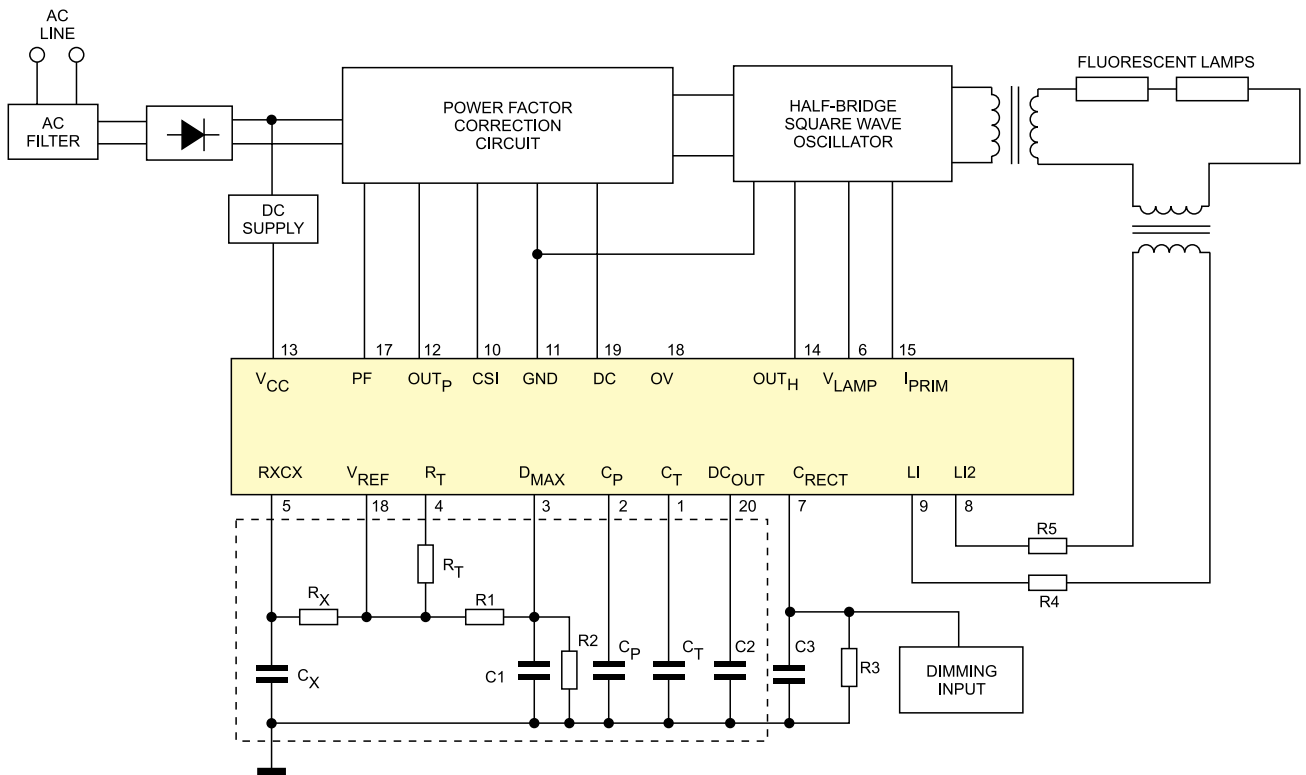 AC
LINE
AC
FILTER
POWER FACTOR
CORRECTION
CIRCUIT
HALF-BRIDGE
SQUARE WAVE
OSCILLATOR
FLUORESCENT LAMPS
DC
SUPPLY
13 17 12 10 11 19 18 14 6 15
VCC PF OUTP CSI GND DC OV OUTH VLAMP IPRIM
RXCX VREF RT DMAX CP CT DCOUT CRECT LI LI2
5 18 4 3 2 1 20 7 9 8
R5
RT
RX R1
R4
R2
CP CT C2 C3
CX C1 R3
DIMMING
INPUT